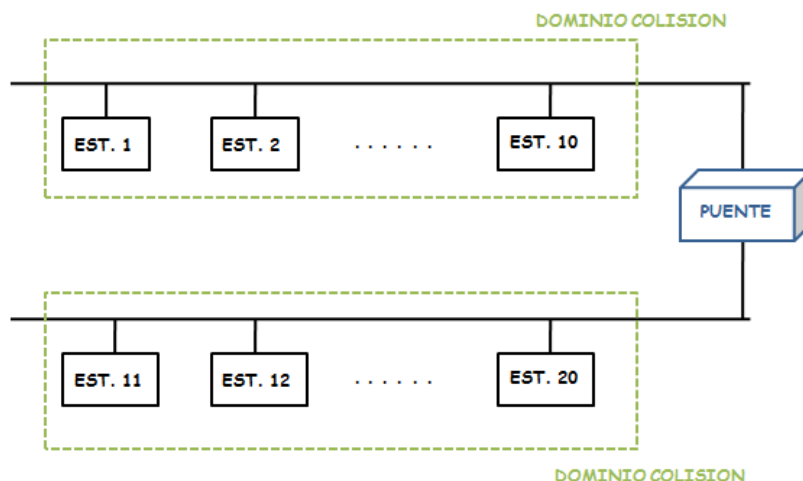 DOMINIO COLISION
EST. 1 EST. 2 . . . . . . EST. 10
PUENTE
EST. 11 EST. 12 . . . . . . EST. 20
DOMINIO COLISION